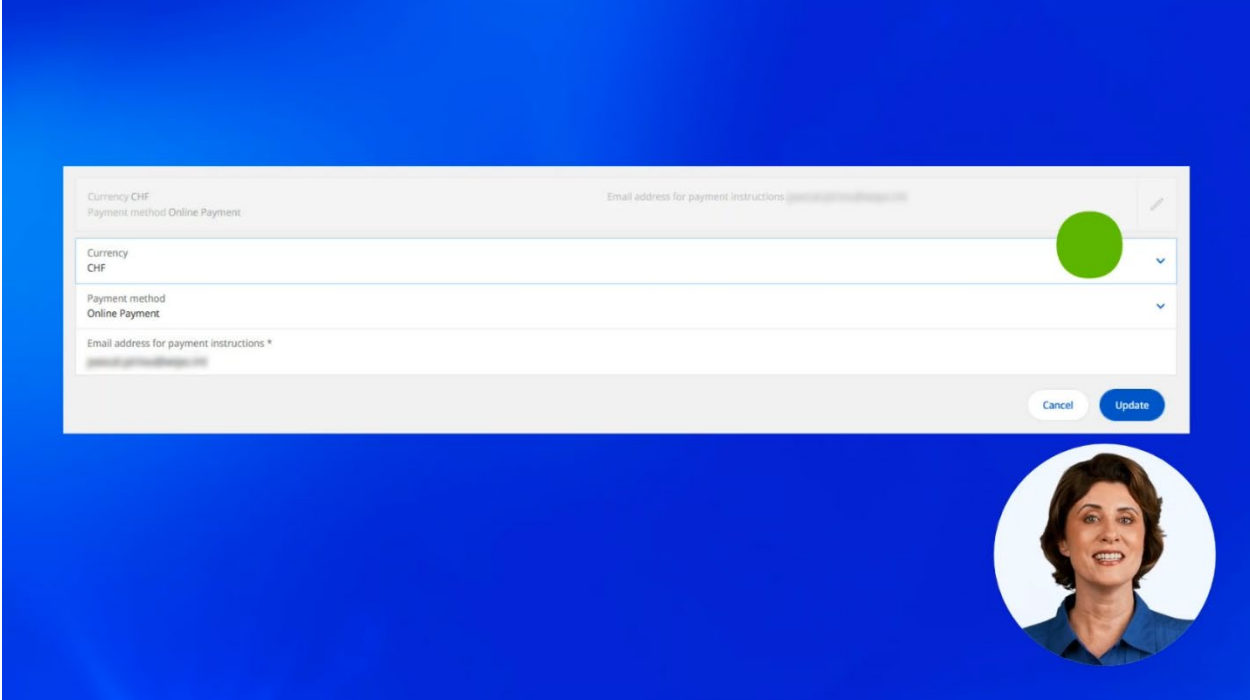 Currency CHF
Email address for payment instructions
Payment method Online Payment
Currency
CHF
Payment method
Online Payment
Email address for payment instructions *
Cancel
Update